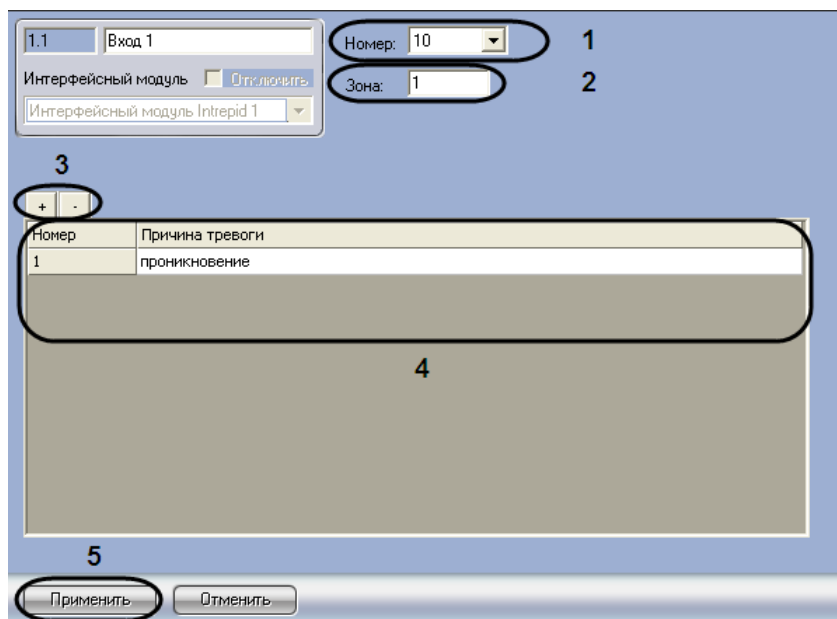 1.1 Вход 1 Номер: 10 1
Интерфейсный модуль Отключить Зона: 1 2
Интерфейсный модуль Intrepid 1
3
+ -
Номер Причина тревоги
1 проникновение
4
5
Применить Отменить